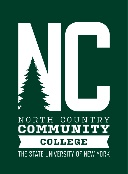 NC
NORTH COUNTRY
COMMUNITY
COLLEGE
THE STATE UNIVERSITY OF NEW YORK